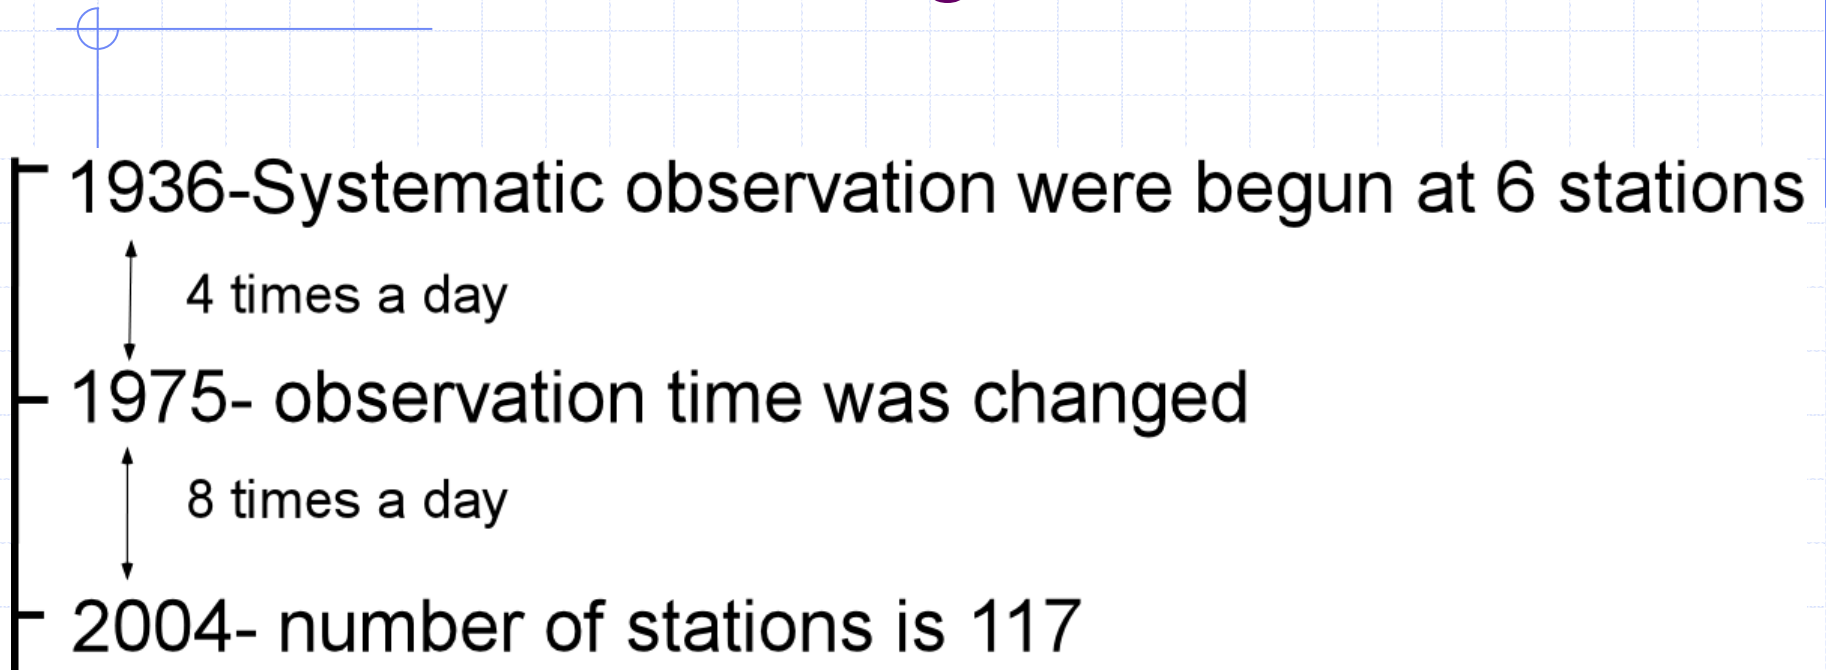 1936-Systematic observation were begun at 6 stations
4 times a day
1975- observation time was changed
8 times a day
2004- number of stations is 117